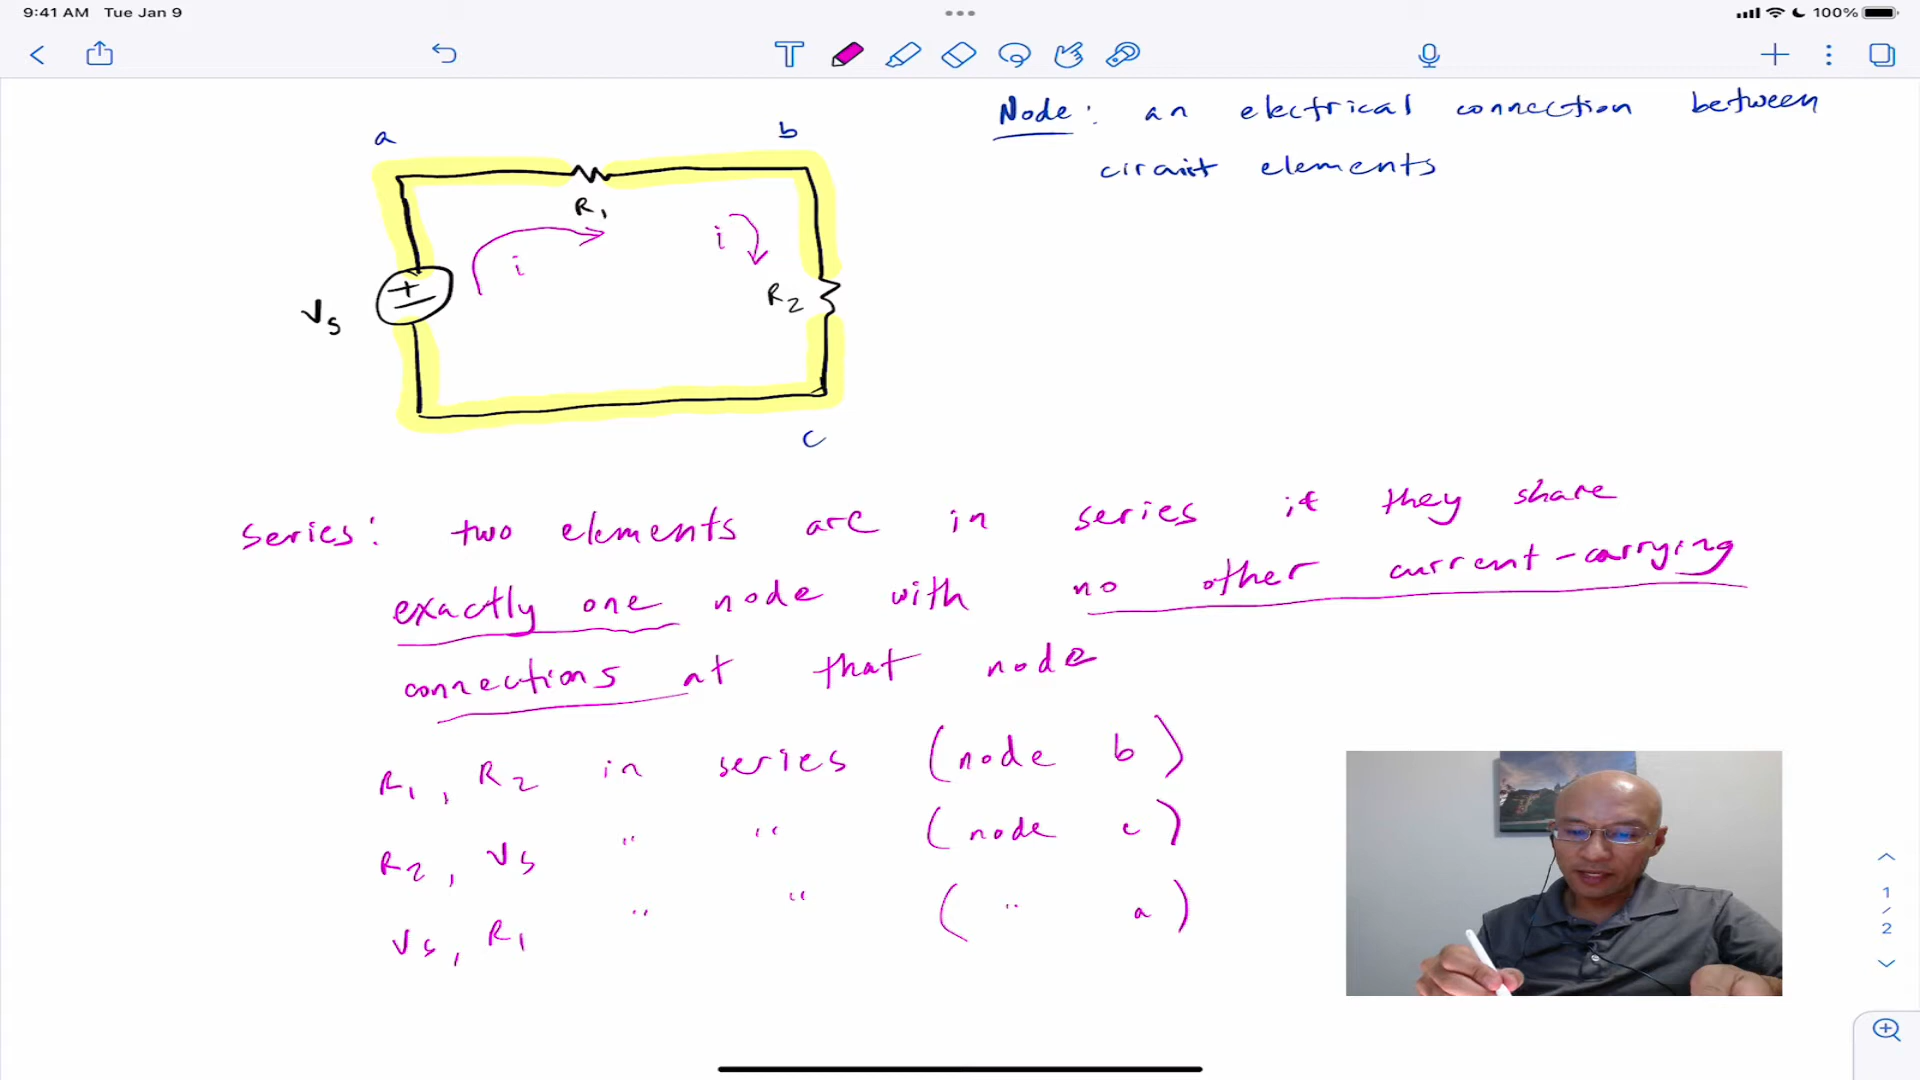 9:41 AM Tue Jan 9
100%
Node: an electrical connection between
circuit elements
a
b
R1
i
i
R2
Vs
+
c
series: two elements are in series if they share
exactly one node with no other current-carrying
connections at that node
R1, R2 in series (node b)
R2, Vs " " (node c)
Vs, R1 " " ( " a)
1
/
2